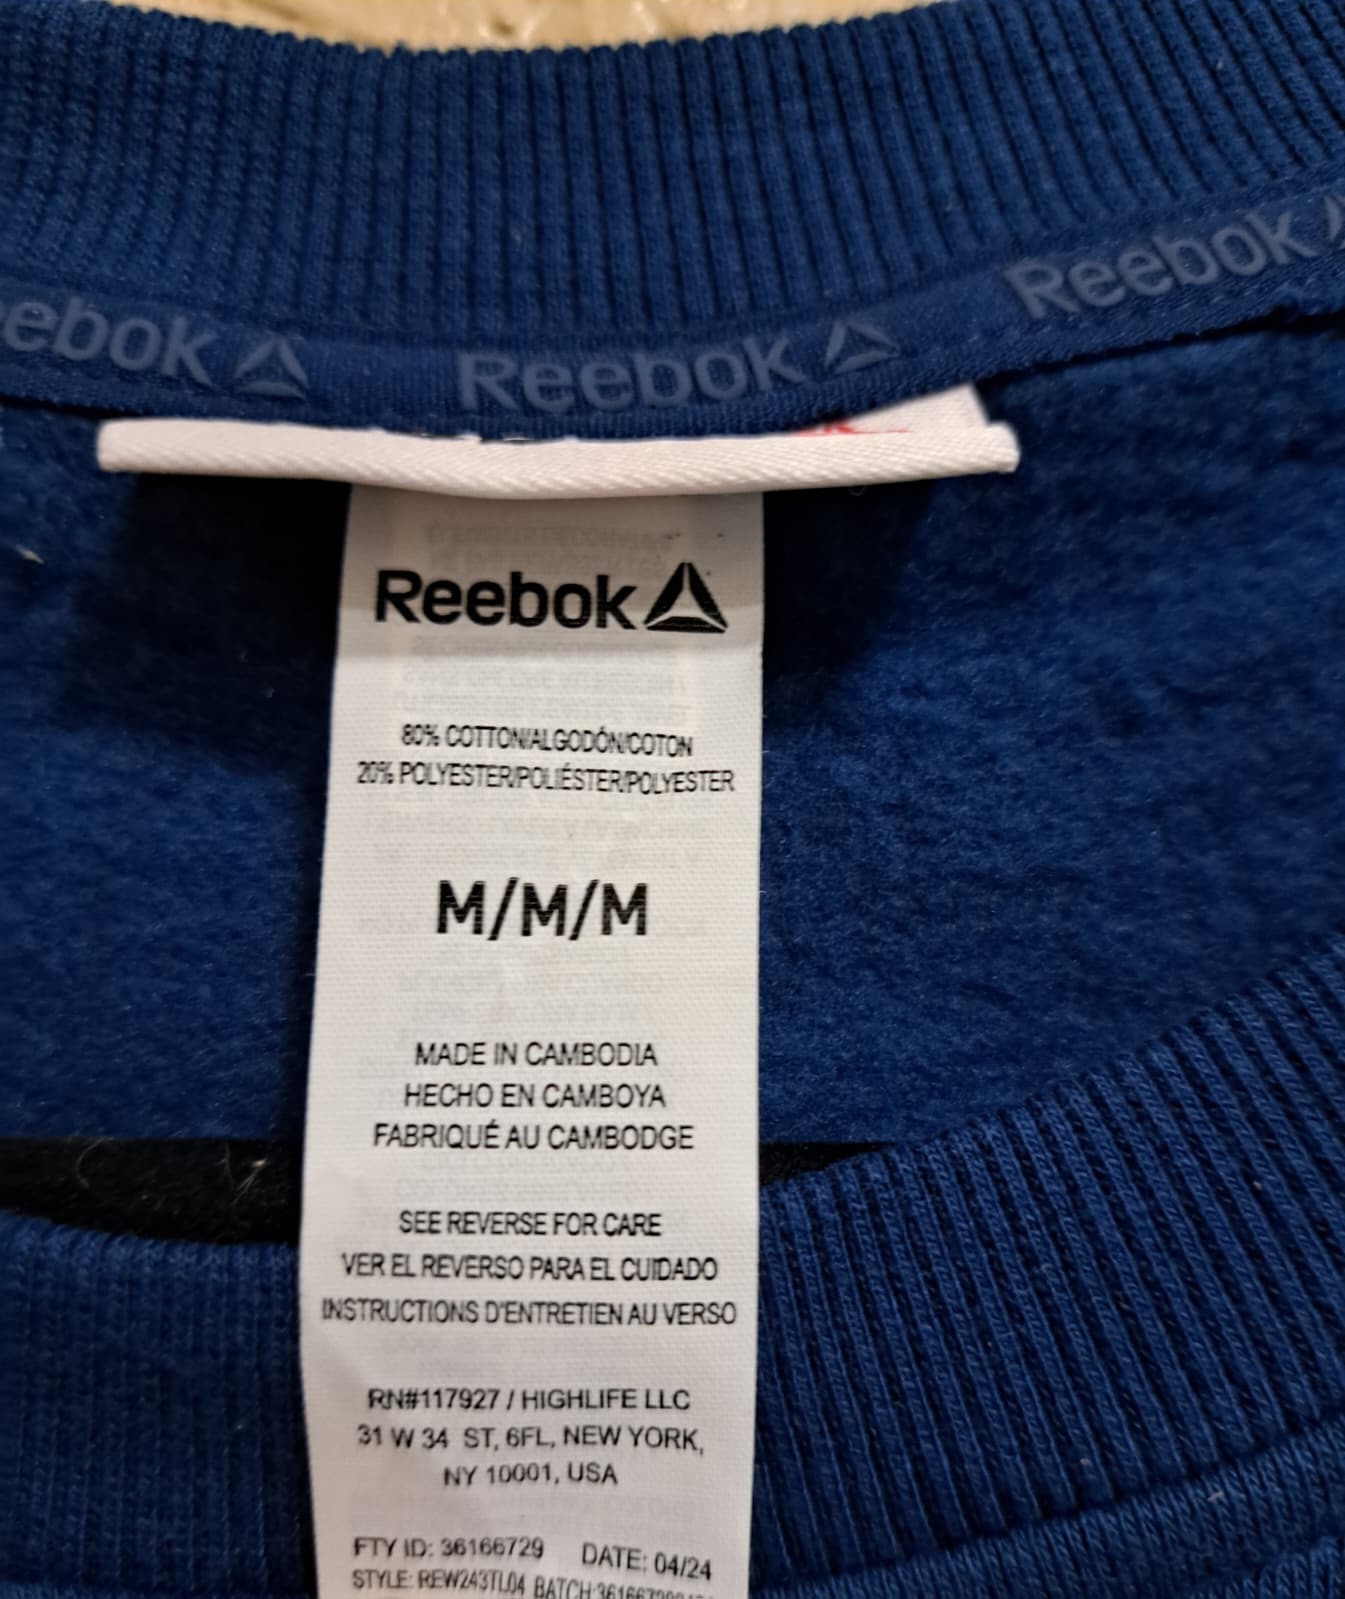 eebok
Reebok
Reebok
Reebok
80% COTTON/ALGODÓN/COTON
20% POLYESTER/POLIÉSTER/POLYESTER
M/M/M
MADE IN CAMBODIA
HECHO EN CAMBOYA
FABRIQUÉ AU CAMBODGE
SEE REVERSE FOR CARE
VER EL REVERSO PARA EL CUIDADO
INSTRUCTIONS D'ENTRETIEN AU VERSO
RN#117927 / HIGHLIFE LLC
31 W 34 ST, 6FL, NEW YORK,
NY 10001, USA
FTY ID: 36166729 DATE: 04/24
STYLE: REW243TL04 BATCH: